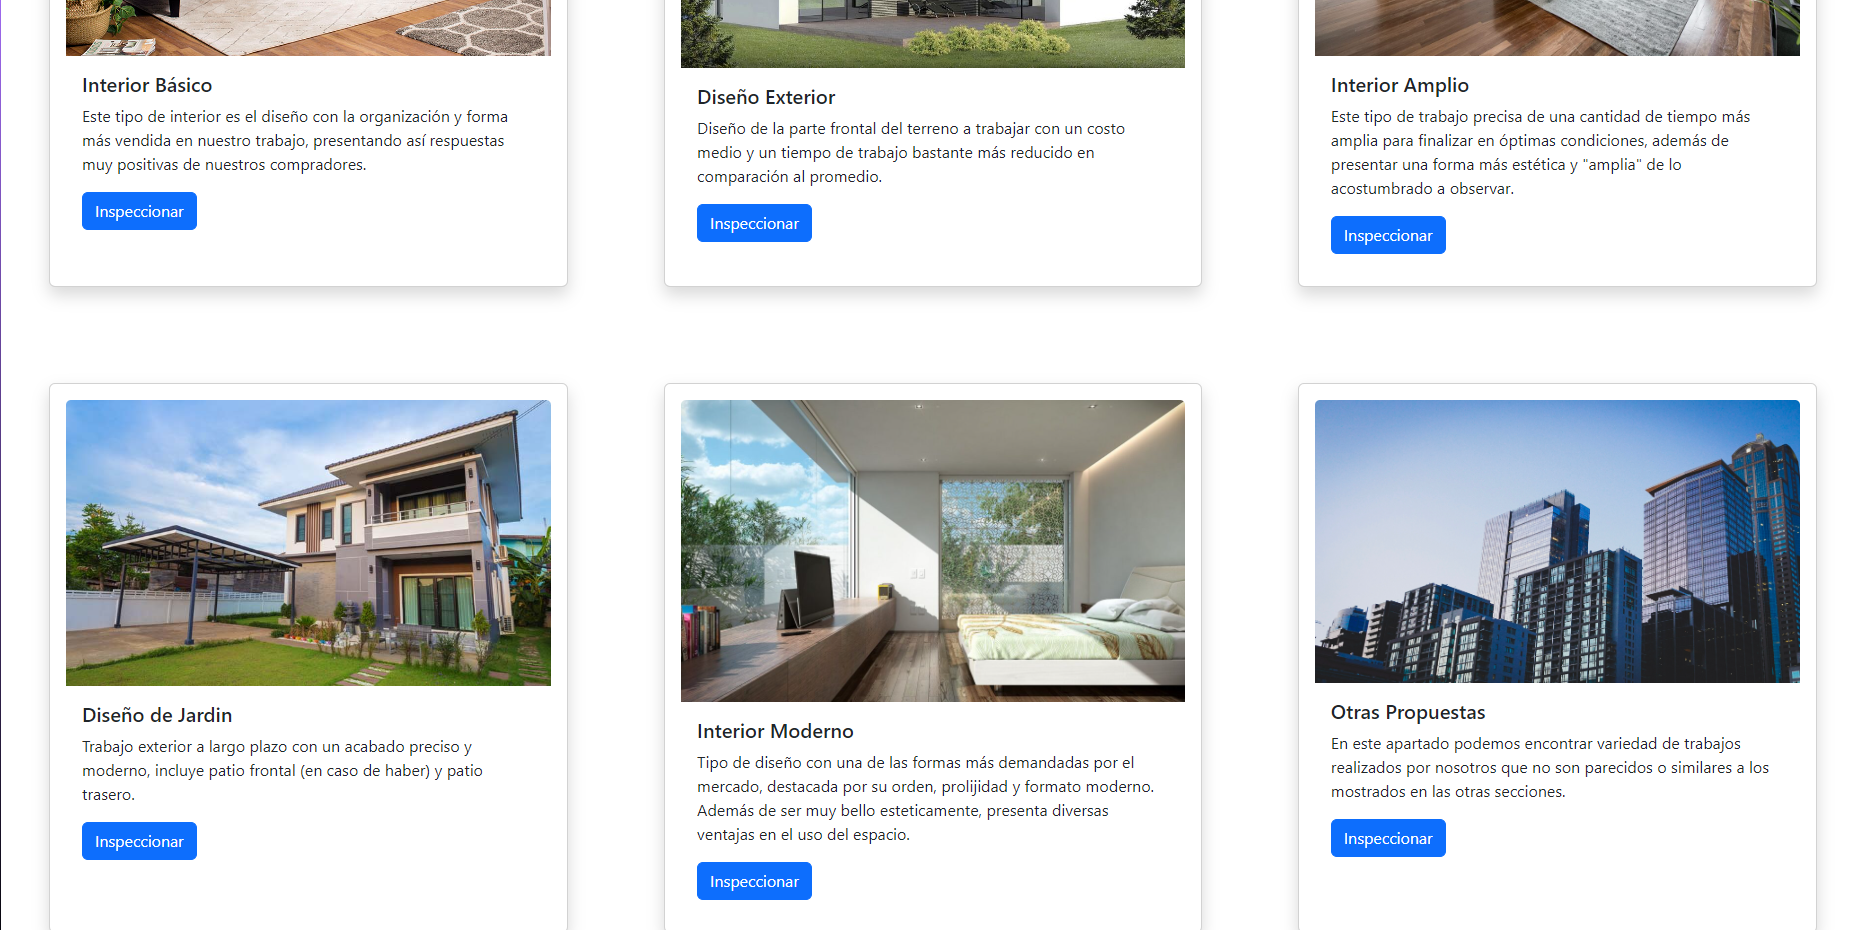 Interior Básico
Este tipo de interior es el diseño con la organización y forma
más vendida en nuestro trabajo, presentando así respuestas
muy positivas de nuestros compradores.
Inspeccionar
Diseño Exterior
Diseño de la parte frontal del terreno a trabajar con un costo
medio y un tiempo de trabajo bastante más reducido en
comparación al promedio.
Inspeccionar
Interior Amplio
Este tipo de trabajo precisa de una cantidad de tiempo más
amplia para finalizar en óptimas condiciones, además de
presentar una forma más estética y "amplia" de lo
acostumbrado a observar.
Inspeccionar
Diseño de Jardin
Trabajo exterior a largo plazo con un acabado preciso y
moderno, incluye patio frontal (en caso de haber) y patio
trasero.
Inspeccionar
Interior Moderno
Tipo de diseño con una de las formas más demandadas por el
mercado, destacada por su orden, prolijidad y formato moderno.
Además de ser muy bello esteticamente, presenta diversas
ventajas en el uso del espacio.
Inspeccionar
Otras Propuestas
En este apartado podemos encontrar variedad de trabajos
realizados por nosotros que no son parecidos o similares a los
mostrados en las otras secciones.
Inspeccionar